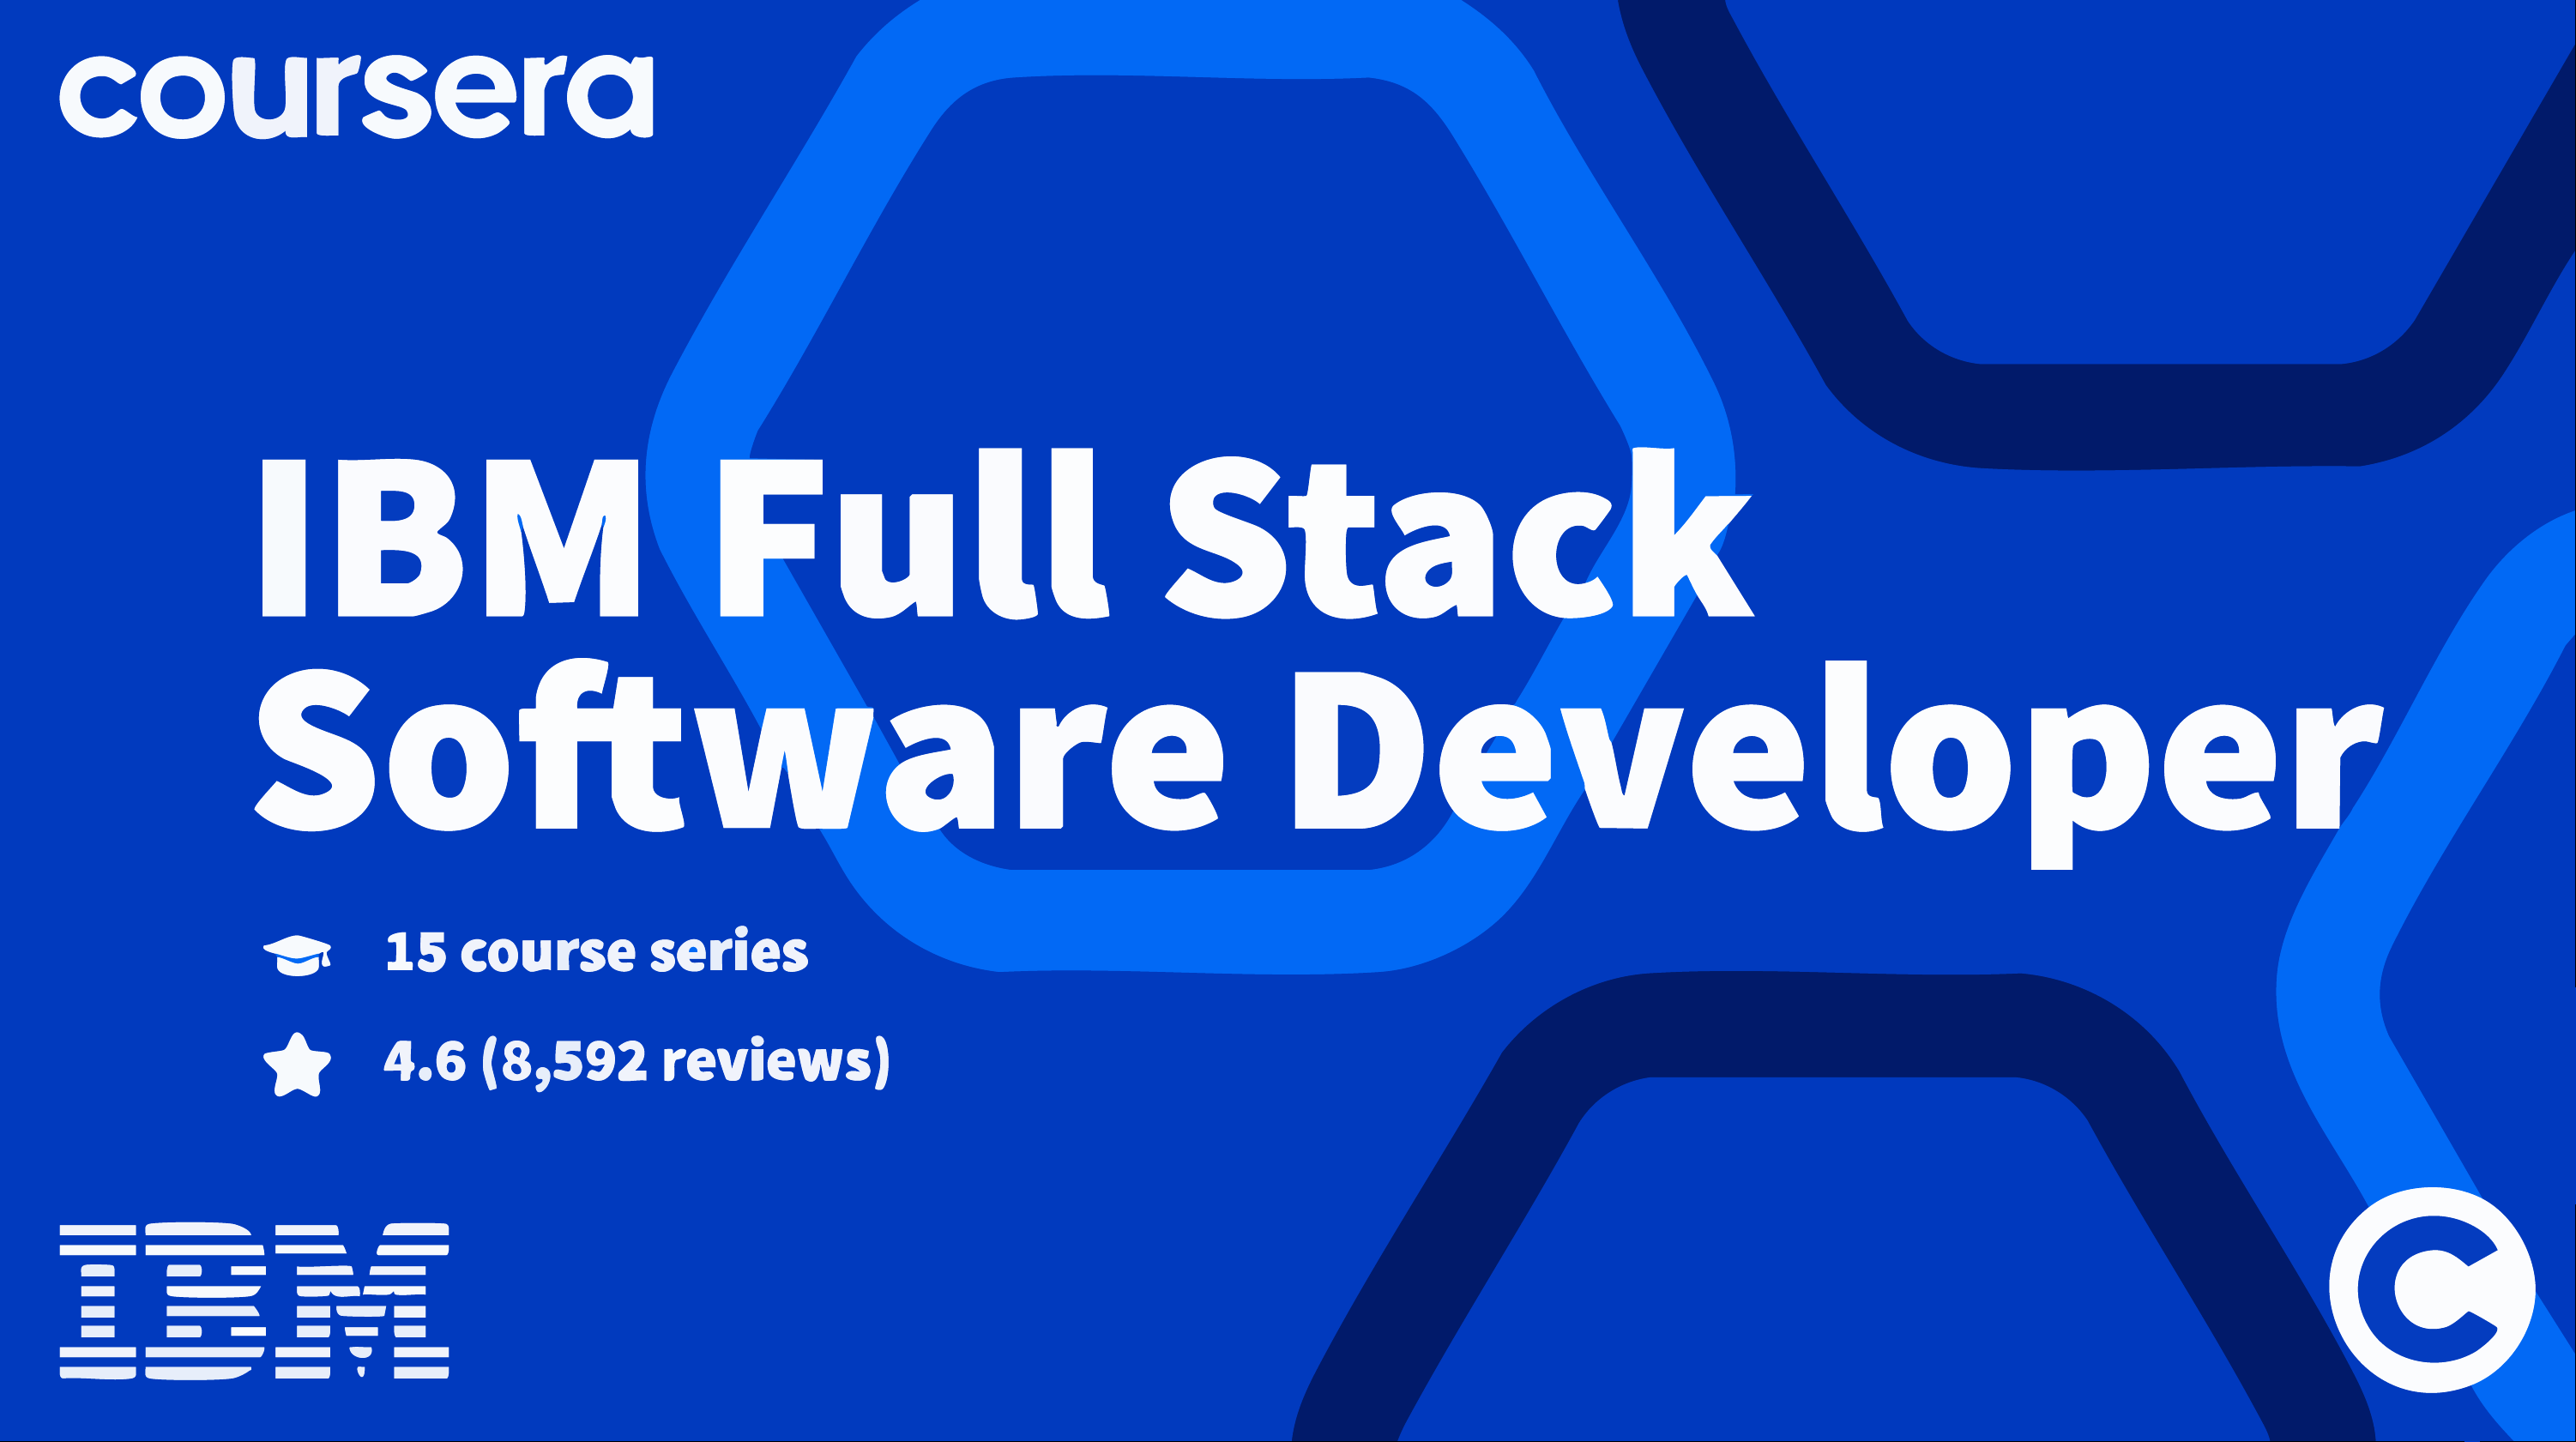 coursera
IBM Full Stack
Software Developer
15 course series
4.6 (8,592 reviews)
IBM
C